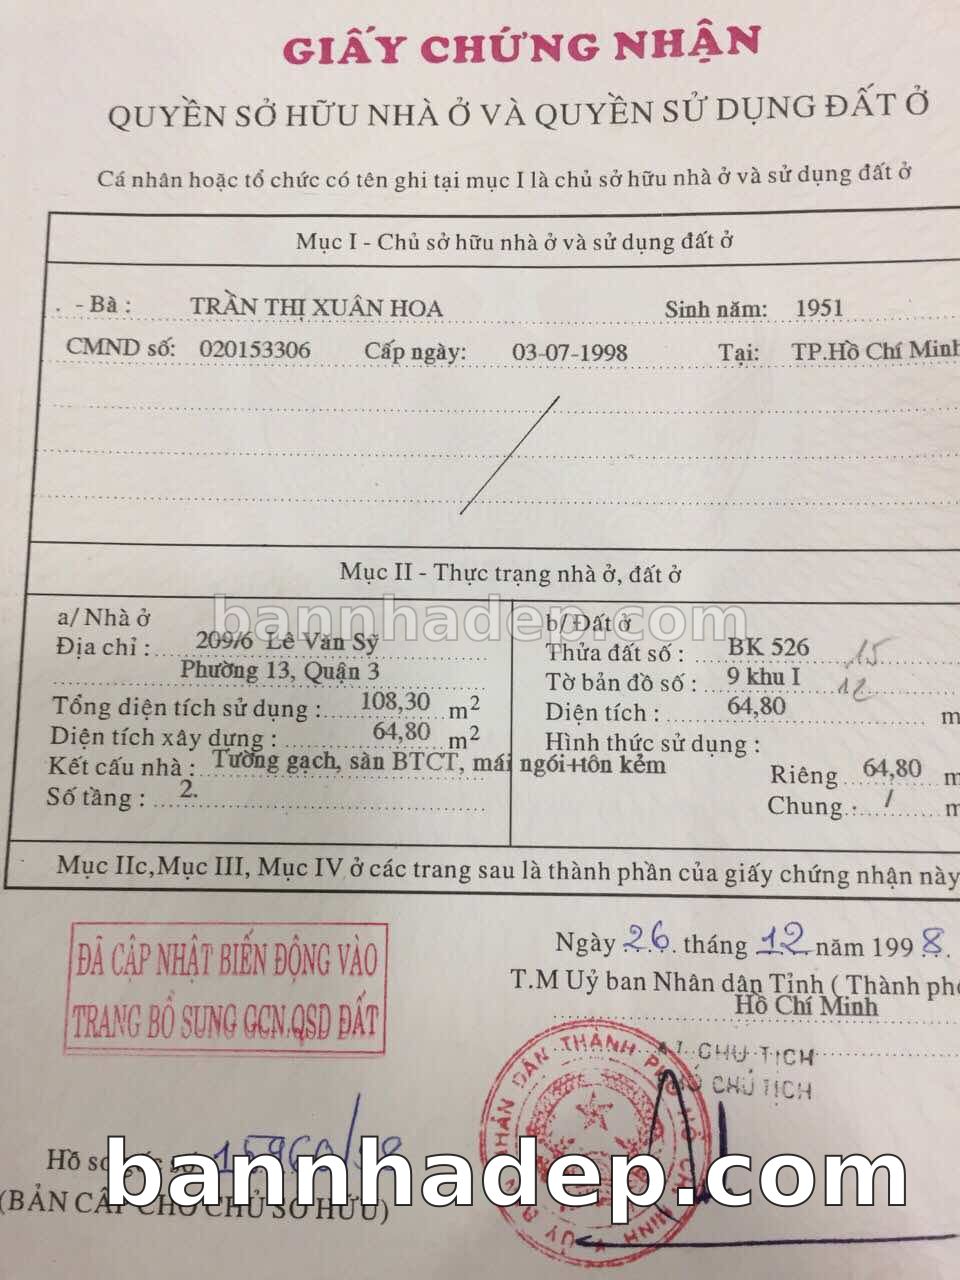 GIẤY CHỨNG NHẬN
QUYỀN SỞ HỮU NHÀ Ở VÀ QUYỀN SỬ DỤNG ĐẤT Ở
Cá nhân hoặc tổ chức có tên ghi tại mục I là chủ sở hữu nhà ở và sử dụng đất ở
Mục I - Chủ sở hữu nhà ở và sử dụng đất ở
- Bà : TRẦN THỊ XUÂN HOA Sinh năm: 1951
CMND số: 020153306 Cấp ngày: 03-07-1998 Tại: TP.Hồ Chí Minh
Mục II - Thực trạng nhà ở, đất ở
bannhadep.com
a/ Nhà ở
Địa chỉ : 209/6 Lê Văn Sỹ
Phường 13, Quận 3
Tổng diện tích sử dụng : 108,30 m2
Diện tích xây dựng : 64,80 m2
Kết cấu nhà : Tường gạch, sàn BTCT, mái ngói+tôn kẻm
Số tầng : 2.
b/ Đất ở
Thửa đất số : BK 526 15
Tờ bản đồ số : 9 khu I 12
Diện tích : 64,80 m
Hình thức sử dụng :
Riêng 64,80 m
Chung : / m
Mục IIc,Mục III, Mục IV ở các trang sau là thành phần của giấy chứng nhận này
ĐÃ CẬP NHẬT BIẾN ĐỘNG VÀO
TRANG BỔ SUNG GCN.QSD ĐẤT
Ngày 26 tháng 12 năm 1998.
T.M Uỷ ban Nhân dân Tỉnh ( Thành phố
Hồ Chí Minh
KT. CHỦ TỊCH
PHÓ CHỦ TỊCH
Hồ sơ gốc số
bannhadep.com
(BẢN CẤP CHO CHỦ SỞ HỮU)